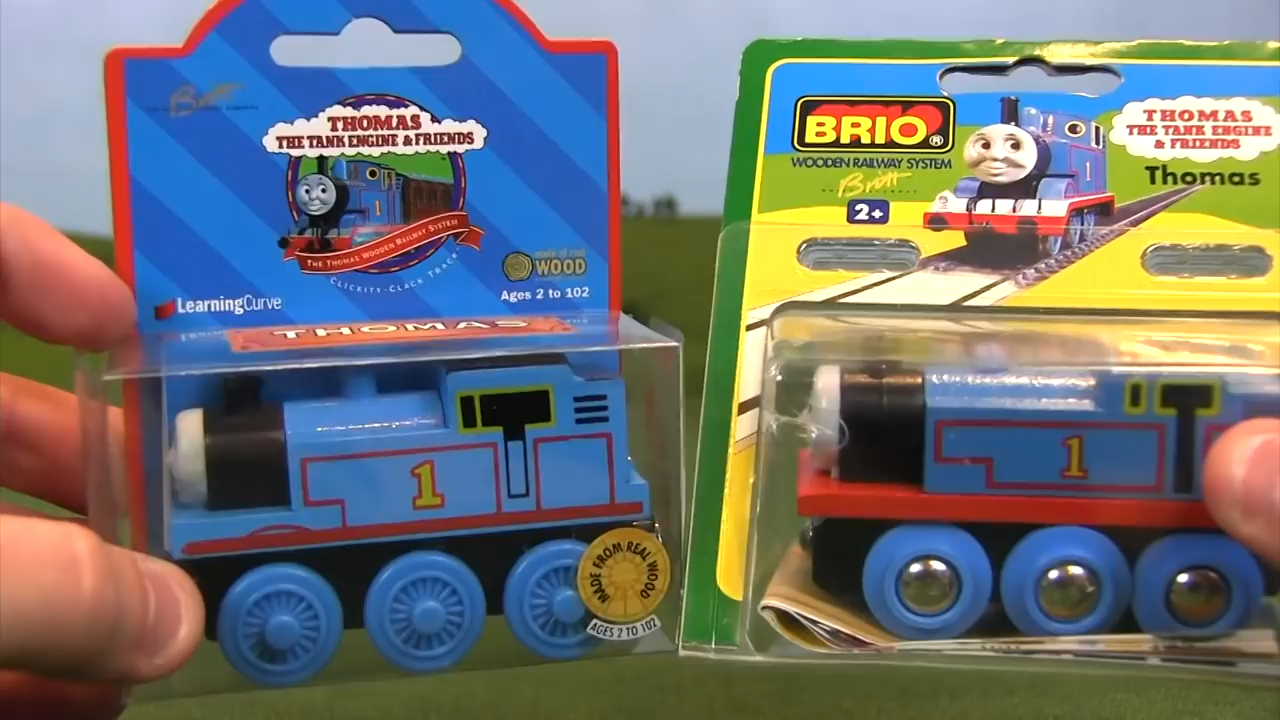 Britt
THOMAS
THE TANK ENGINE & FRIENDS
1
THE THOMAS WOODEN RAILWAY SYSTEM
CLICKITY-CLACK TRACK
made of real
WOOD
Ages 2 to 102
LearningCurve
THOMAS
1
MADE FROM REAL WOOD
AGES 2 TO 102
BRIO®
WOODEN RAILWAY SYSTEM
Britt
2+
1
THOMAS
THE TANK ENGINE
& FRIENDS
Thomas
1